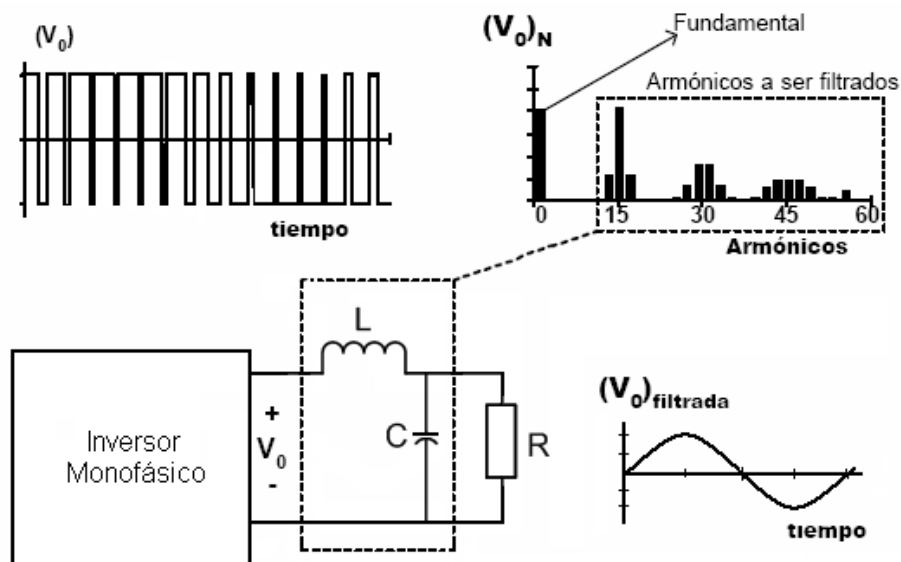 (V0)
tiempo
(V0)N
Fundamental
Armónicos a ser filtrados
0 15 30 45 60
Armónicos
L
C
R
Inversor
Monofásico
+
V0
-
(V0)filtrada
tiempo